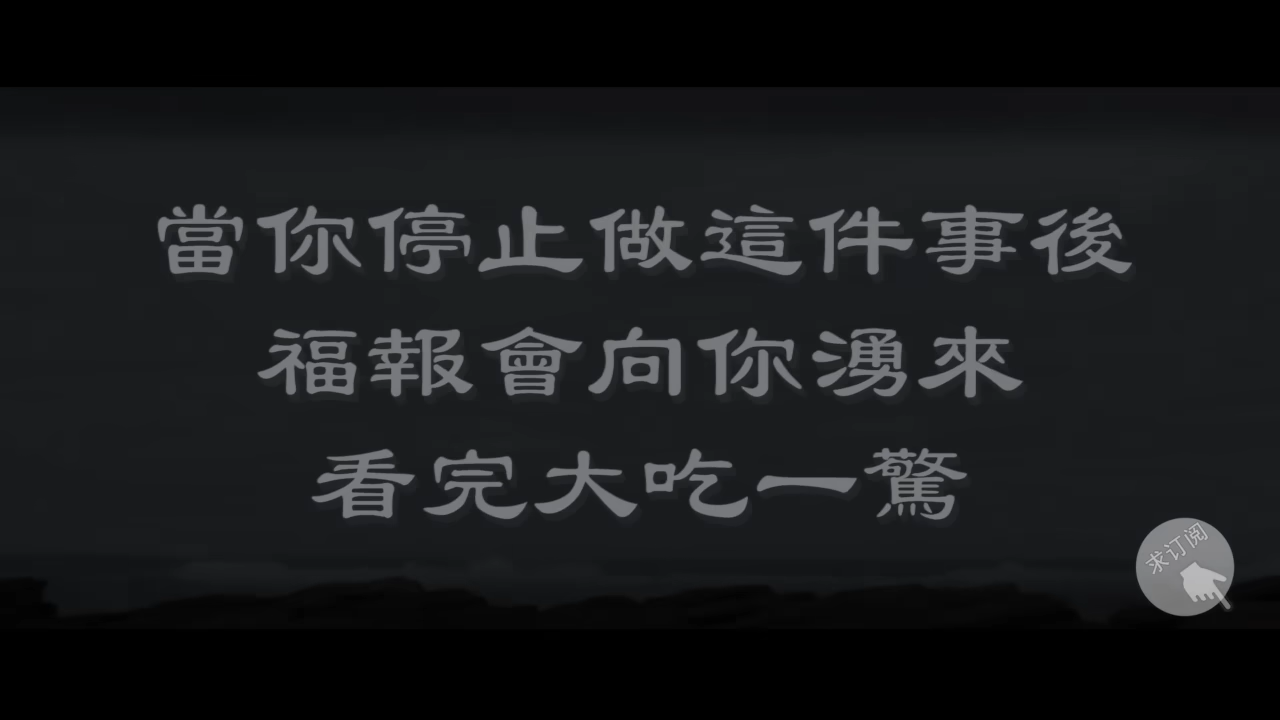 當你停止做這件事後
福報會向你湧來
看完大吃一驚
求订阅